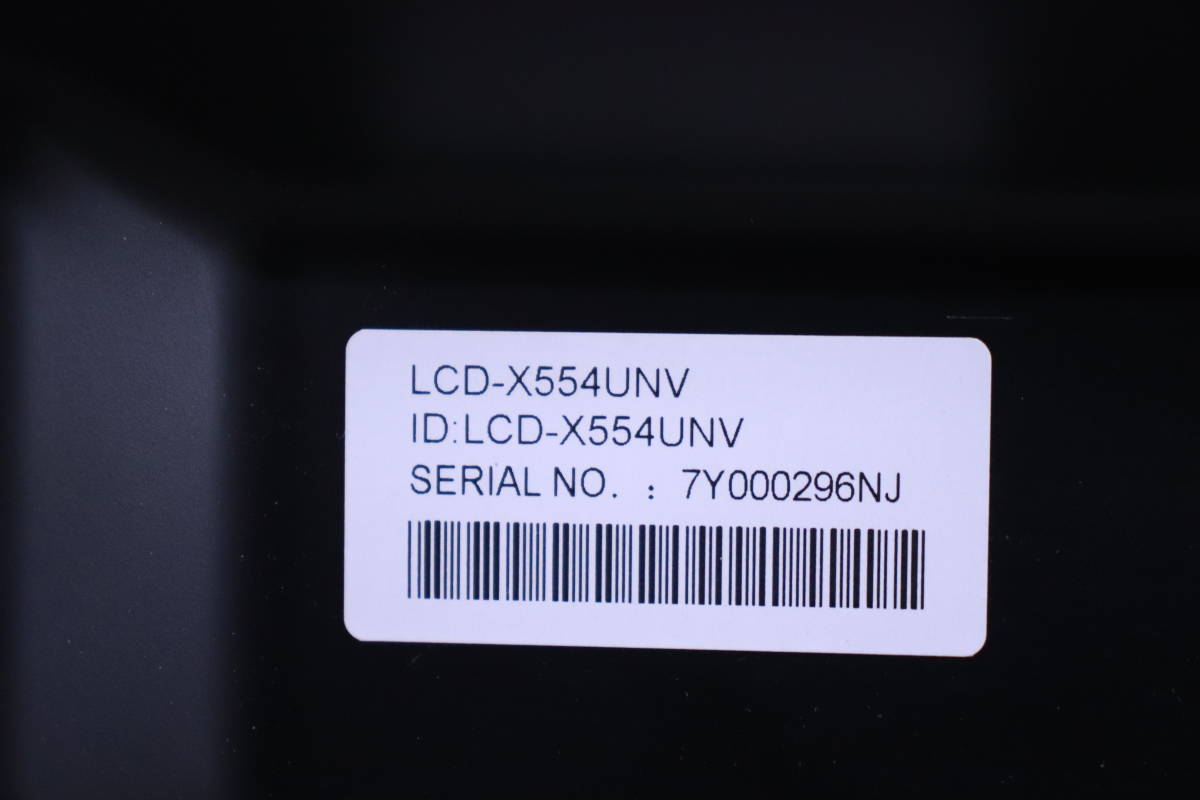 LCD-X554UNV
ID:LCD-X554UNV
SERIAL NO. : 7Y000296NJ